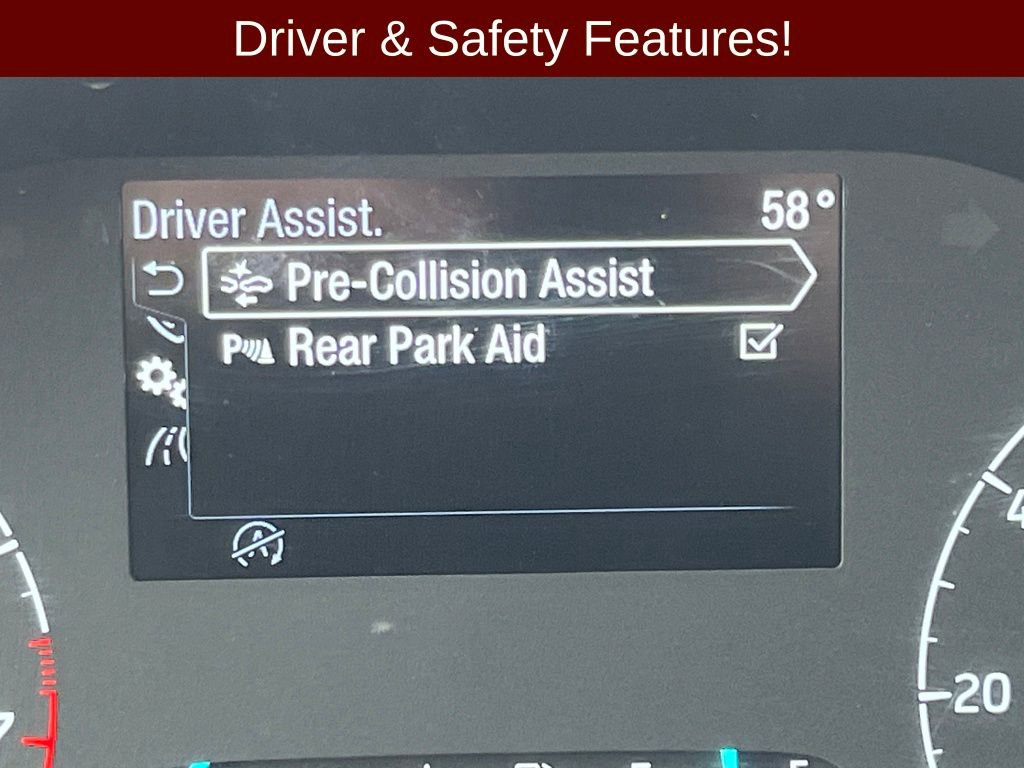 Driver & Safety Features!
Driver Assist.
58°
Pre-Collision Assist
P Rear Park Aid
A
20